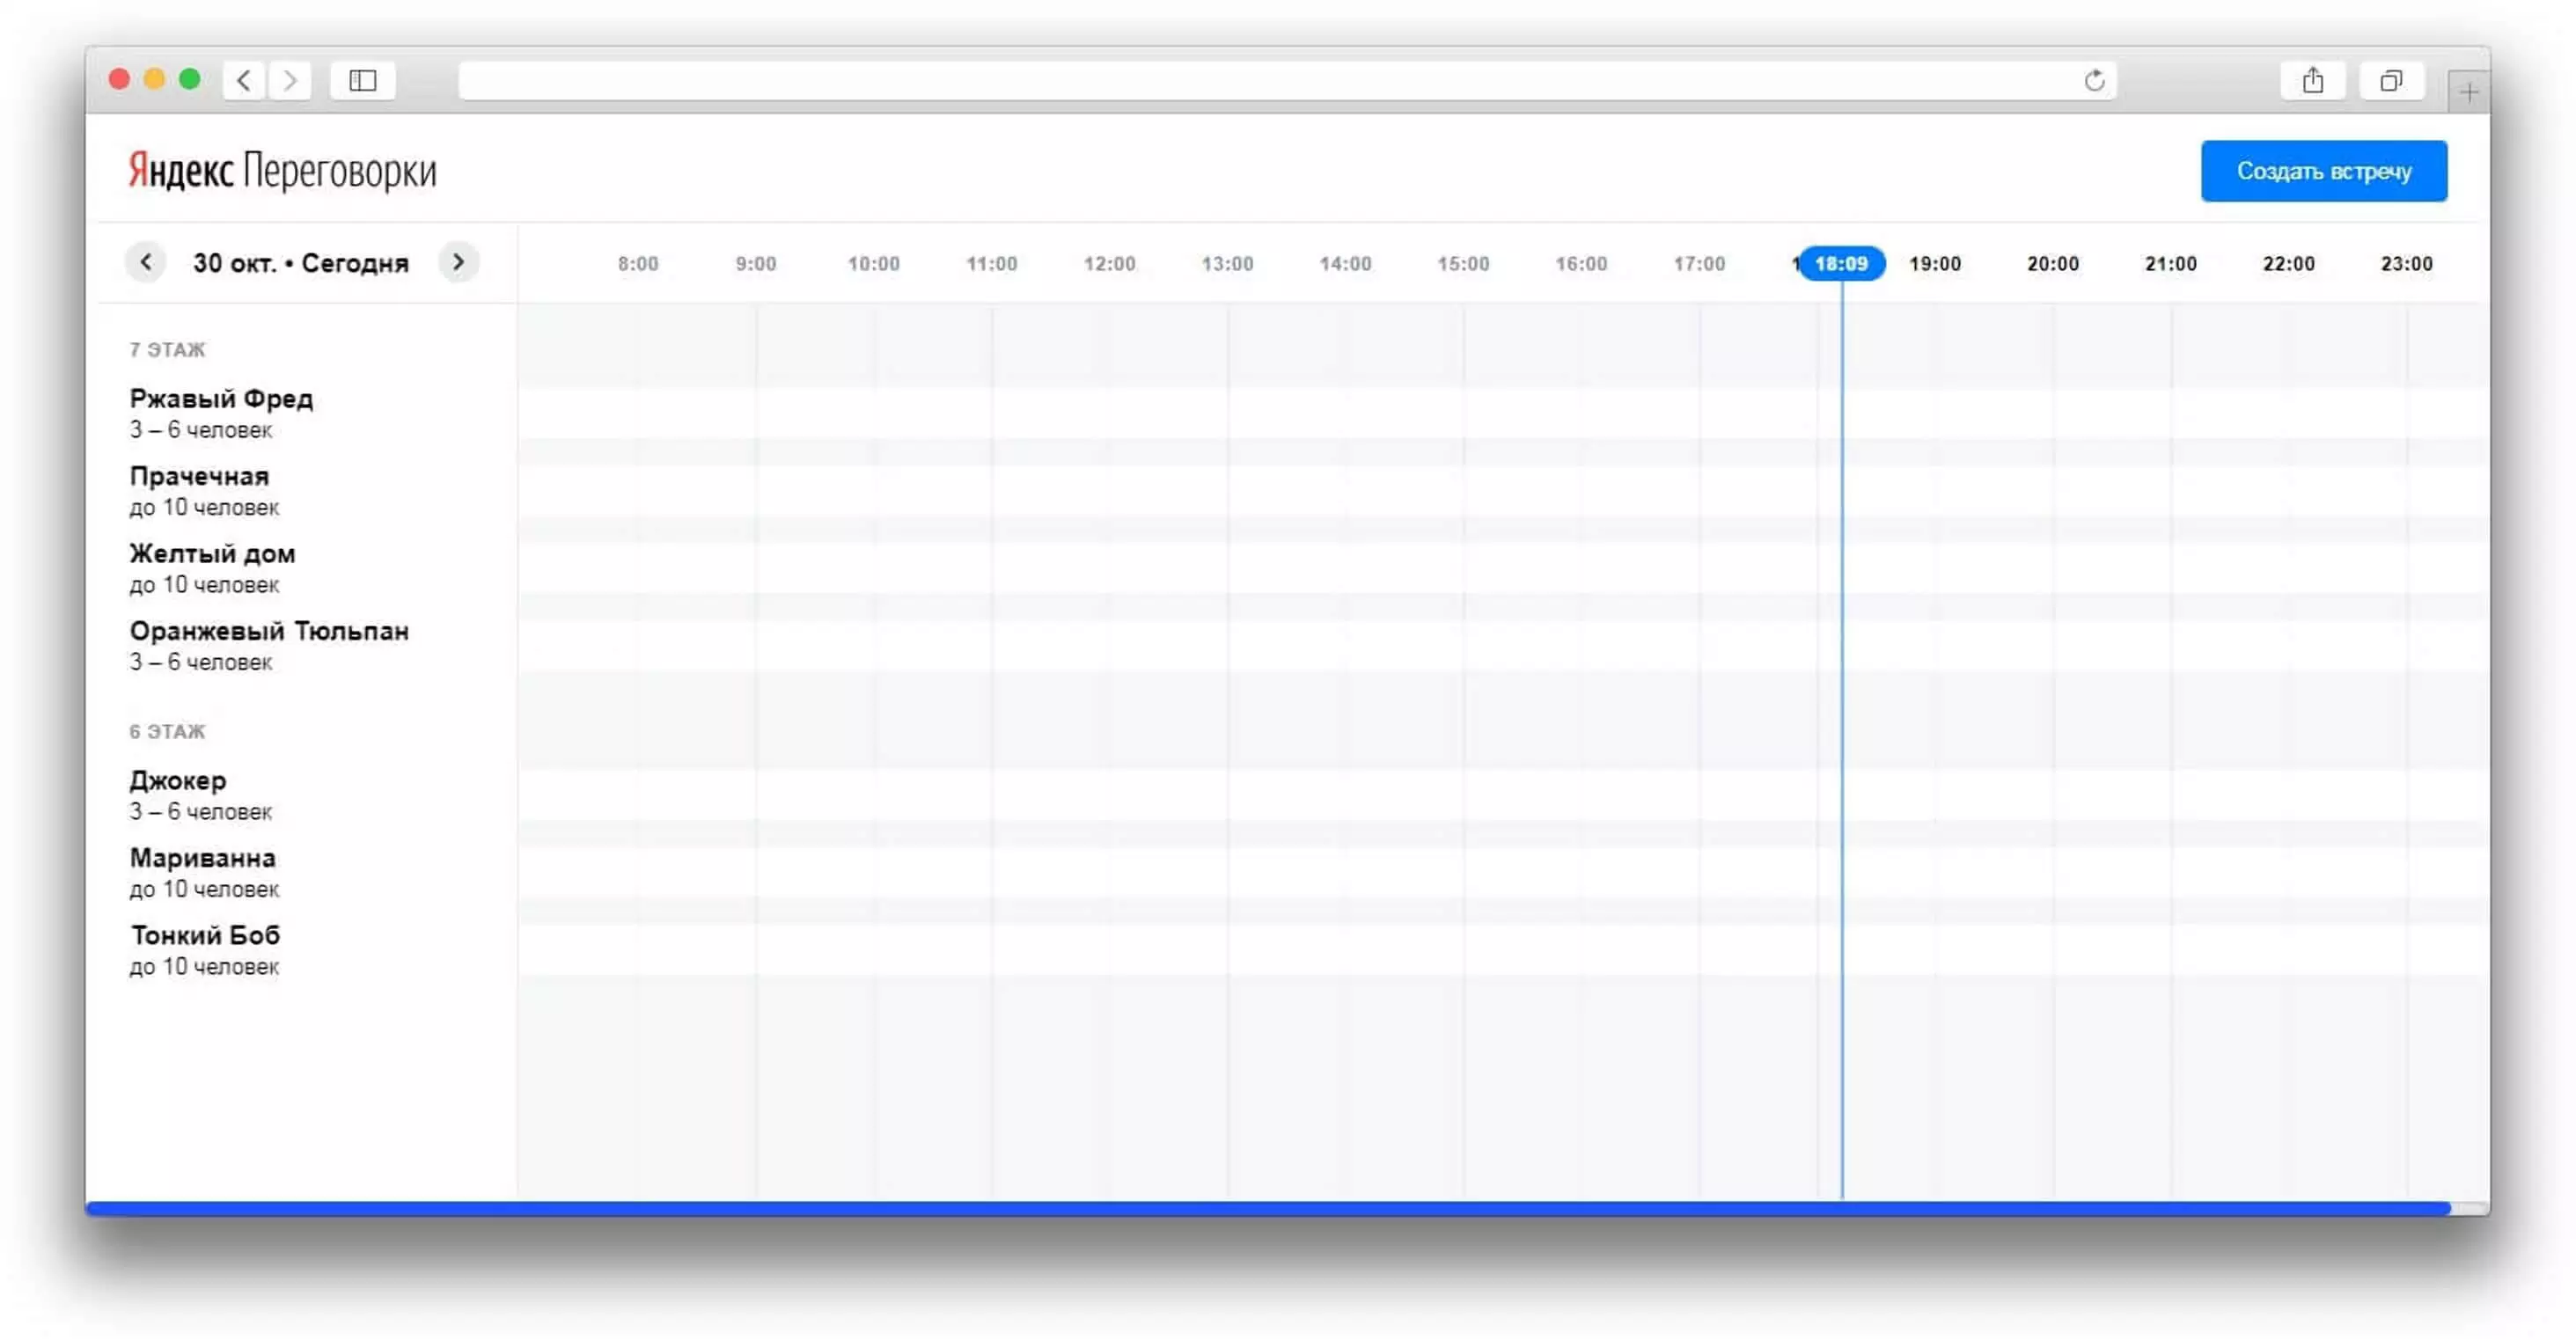 Яндекс Переговорки
Создать встречу
30 окт. • Сегодня
8:00 9:00 10:00 11:00 12:00 13:00 14:00 15:00 16:00 17:00 18:09 19:00 20:00 21:00 22:00 23:00
7 ЭТАЖ
Ржавый Фред
3 – 6 человек
Прачечная
до 10 человек
Желтый дом
до 10 человек
Оранжевый Тюльпан
3 – 6 человек
6 ЭТАЖ
Джокер
3 – 6 человек
Мариванна
до 10 человек
Тонкий Боб
до 10 человек